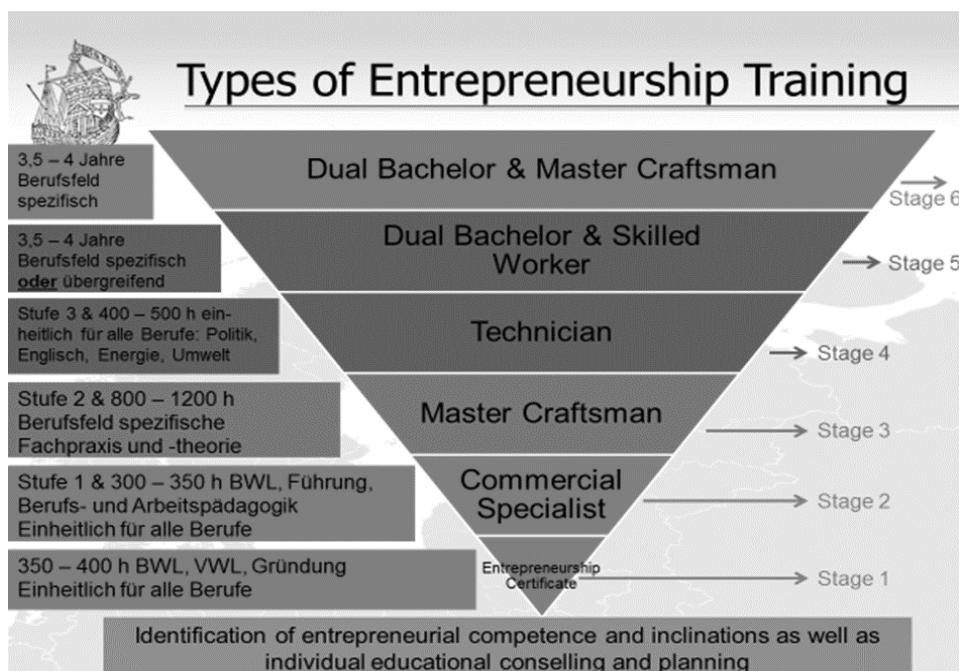 Types of Entrepreneurship Training
3,5 – 4 Jahre
Berufsfeld
spezifisch
Dual Bachelor & Master Craftsman
Stage 6
3,5 – 4 Jahre
Berufsfeld spezifisch
oder übergreifend
Dual Bachelor & Skilled
Worker
Stage 5
Stufe 3 & 400 – 500 h ein-
heitlich für alle Berufe: Politik,
Englisch, Energie, Umwelt
Technician
Stage 4
Stufe 2 & 800 – 1200 h
Berufsfeld spezifische
Fachpraxis und -theorie
Master Craftsman
Stage 3
Stufe 1 & 300 – 350 h BWL, Führung,
Berufs- und Arbeitspädagogik
Einheitlich für alle Berufe
Commercial
Specialist
Stage 2
350 – 400 h BWL, VWL, Gründung
Einheitlich für alle Berufe
Entrepreneurship
Certificate
Stage 1
Identification of entrepreneurial competence and inclinations as well as
individual educational conselling and planning